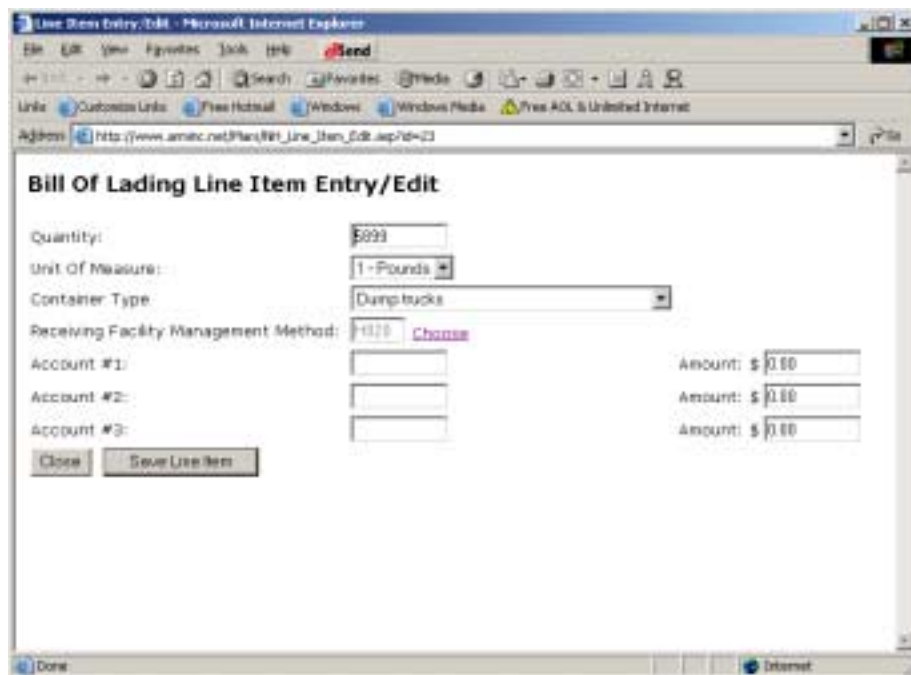 Line Item Entry/Edit - Microsoft Internet Explorer
File Edit View Favorites Tools Help Send
Search Favorites Media
Links Customize Links Free Hotmail Windows Windows Media Free AOL & Unlimited Internet
Address
Bill Of Lading Line Item Entry/Edit
Quantity: 5899
Unit Of Measure: 1 - Pounds
Container Type Dump trucks
Receiving Facility Management Method: Choose
Account #1: Amount: $ 0.00
Account #2: Amount: $ 0.00
Account #3: Amount: $ 0.00
Close Save Line Item
Done Internet